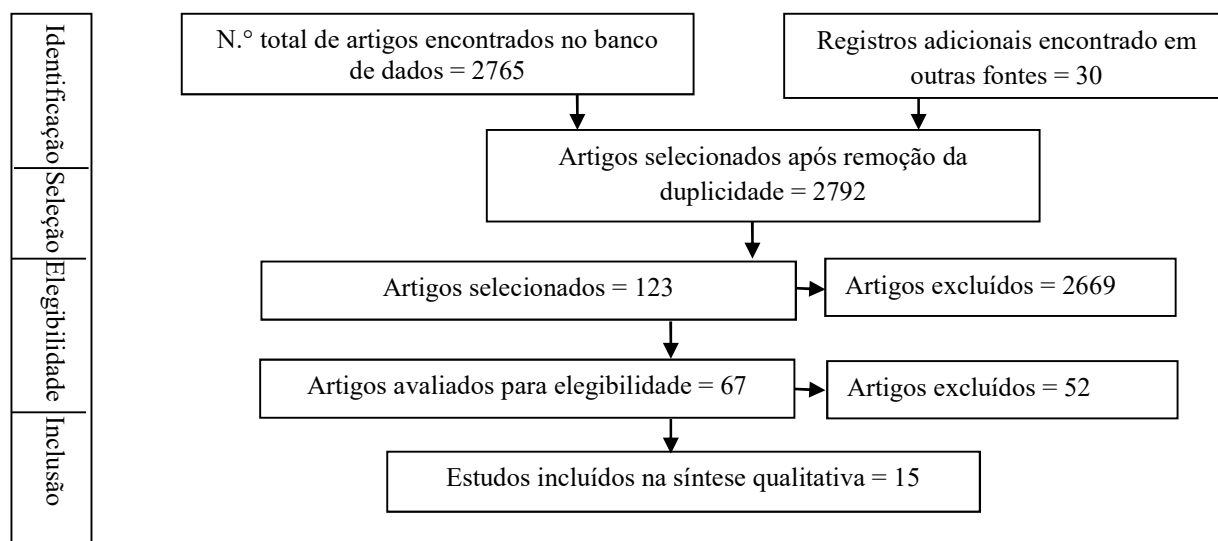 Identificação
Seleção
Elegibilidade
Inclusão
N.° total de artigos encontrados no banco
de dados = 2765
Registros adicionais encontrado em
outras fontes = 30
Artigos selecionados após remoção da
duplicidade = 2792
Artigos selecionados = 123
Artigos excluídos = 2669
Artigos avaliados para elegibilidade = 67
Artigos excluídos = 52
Estudos incluídos na síntese qualitativa = 15